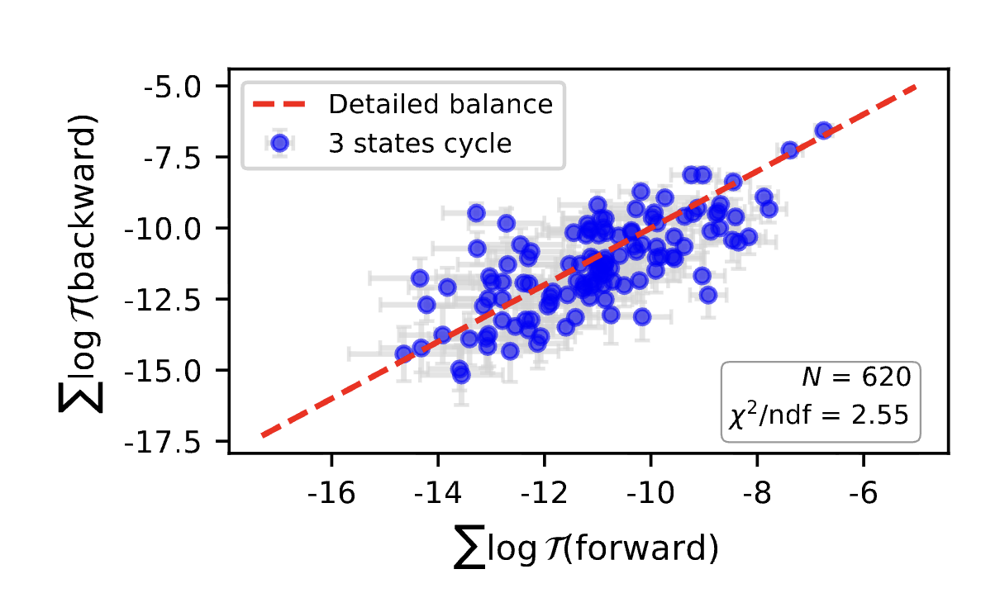 Detailed balance
3 states cycle
-5.0
-7.5
-10.0
-12.5
-15.0
-17.5
∑log 𝒯(backward)
N = 620
χ²/ndf = 2.55
-16 -14 -12 -10 -8 -6
∑log 𝒯(forward)